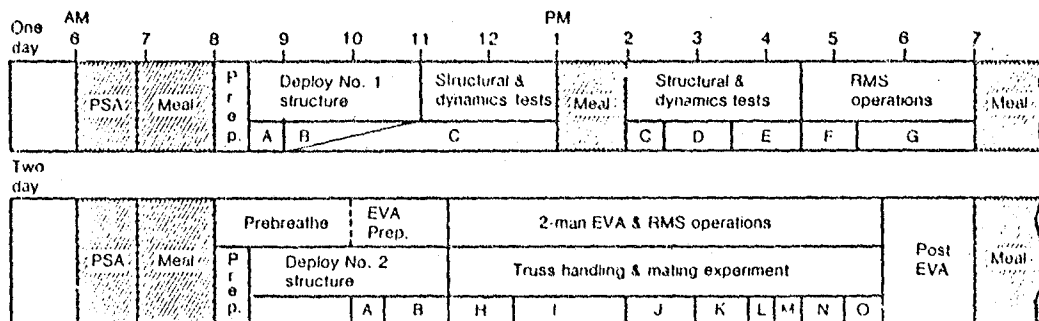 AM PM
One
day
6 7 8 9 10 11 12 1 2 3 4 5 6 7
PSA Meal Prep. Deploy No. 1
structure Structural &
dynamics tests Meal Structural &
dynamics tests RMS
operations Meal
A B C C D E F G
Two
day
Prebreathe EVA
Prep. 2-man EVA & RMS operations
PSA Meal Prep. Deploy No. 2
structure Truss handling & mating experiment Post
EVA Meal
A B H I J K L M N O